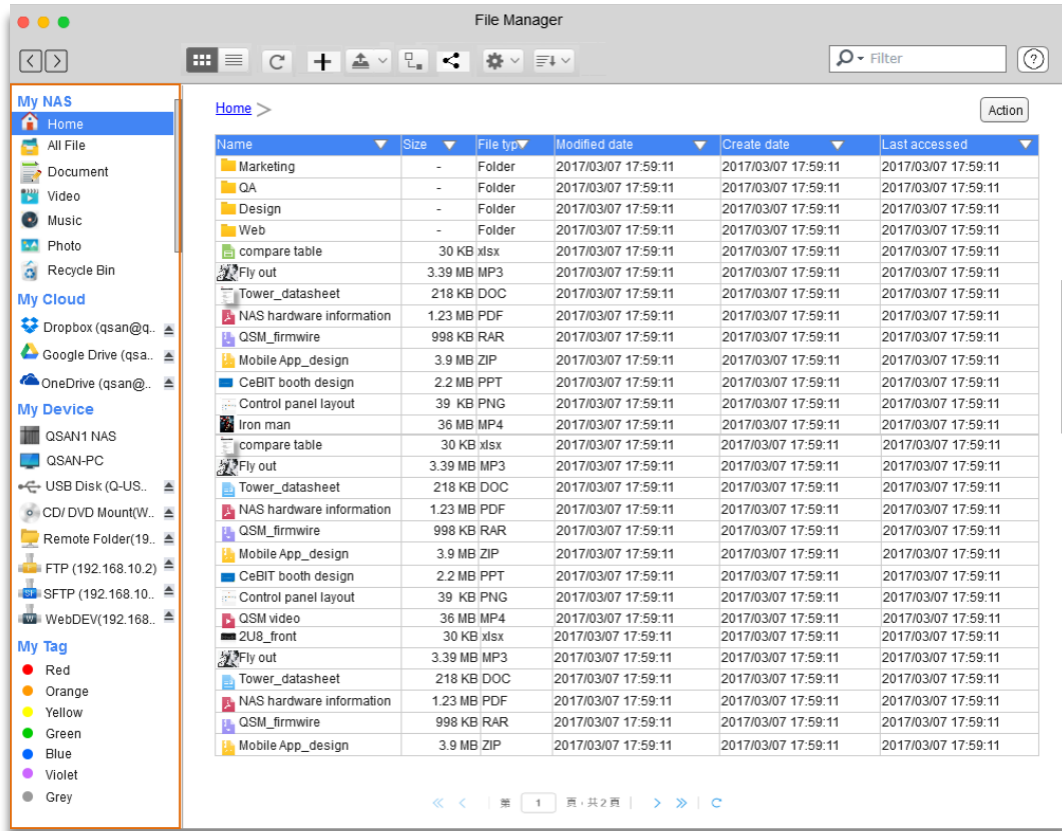 File Manager
Filter
?
My NAS
Home
All File
Document
Video
Music
Photo
Recycle Bin
My Cloud
Dropbox (qsan@q..
Google Drive (qsa..
OneDrive (qsan@..
My Device
QSAN1 NAS
QSAN-PC
USB Disk (Q-US..
CD/ DVD Mount(W..
Remote Folder(19..
FTP (192.168.10.2)
SFTP (192.168.10..
WebDEV(192.168..
My Tag
Red
Orange
Yellow
Green
Blue
Violet
Grey
Home >
Action
Name Size File typ Modified date Create date Last accessed
Marketing - Folder 2017/03/07 17:59:11 2017/03/07 17:59:11 2017/03/07 17:59:11
QA - Folder 2017/03/07 17:59:11 2017/03/07 17:59:11 2017/03/07 17:59:11
Design - Folder 2017/03/07 17:59:11 2017/03/07 17:59:11 2017/03/07 17:59:11
Web - Folder 2017/03/07 17:59:11 2017/03/07 17:59:11 2017/03/07 17:59:11
compare table 30 KB xlsx 2017/03/07 17:59:11 2017/03/07 17:59:11 2017/03/07 17:59:11
Fly out 3.39 MB MP3 2017/03/07 17:59:11 2017/03/07 17:59:11 2017/03/07 17:59:11
Tower_datasheet 218 KB DOC 2017/03/07 17:59:11 2017/03/07 17:59:11 2017/03/07 17:59:11
NAS hardware information 1.23 MB PDF 2017/03/07 17:59:11 2017/03/07 17:59:11 2017/03/07 17:59:11
QSM_firmwire 998 KB RAR 2017/03/07 17:59:11 2017/03/07 17:59:11 2017/03/07 17:59:11
Mobile App_design 3.9 MB ZIP 2017/03/07 17:59:11 2017/03/07 17:59:11 2017/03/07 17:59:11
CeBIT booth design 2.2 MB PPT 2017/03/07 17:59:11 2017/03/07 17:59:11 2017/03/07 17:59:11
Control panel layout 39 KB PNG 2017/03/07 17:59:11 2017/03/07 17:59:11 2017/03/07 17:59:11
Iron man 36 MB MP4 2017/03/07 17:59:11 2017/03/07 17:59:11 2017/03/07 17:59:11
compare table 30 KB xlsx 2017/03/07 17:59:11 2017/03/07 17:59:11 2017/03/07 17:59:11
Fly out 3.39 MB MP3 2017/03/07 17:59:11 2017/03/07 17:59:11 2017/03/07 17:59:11
Tower_datasheet 218 KB DOC 2017/03/07 17:59:11 2017/03/07 17:59:11 2017/03/07 17:59:11
NAS hardware information 1.23 MB PDF 2017/03/07 17:59:11 2017/03/07 17:59:11 2017/03/07 17:59:11
QSM_firmwire 998 KB RAR 2017/03/07 17:59:11 2017/03/07 17:59:11 2017/03/07 17:59:11
Mobile App_design 3.9 MB ZIP 2017/03/07 17:59:11 2017/03/07 17:59:11 2017/03/07 17:59:11
CeBIT booth design 2.2 MB PPT 2017/03/07 17:59:11 2017/03/07 17:59:11 2017/03/07 17:59:11
Control panel layout 39 KB PNG 2017/03/07 17:59:11 2017/03/07 17:59:11 2017/03/07 17:59:11
QSM video 36 MB MP4 2017/03/07 17:59:11 2017/03/07 17:59:11 2017/03/07 17:59:11
2U8_front 30 KB xlsx 2017/03/07 17:59:11 2017/03/07 17:59:11 2017/03/07 17:59:11
Fly out 3.39 MB MP3 2017/03/07 17:59:11 2017/03/07 17:59:11 2017/03/07 17:59:11
Tower_datasheet 218 KB DOC 2017/03/07 17:59:11 2017/03/07 17:59:11 2017/03/07 17:59:11
NAS hardware information 1.23 MB PDF 2017/03/07 17:59:11 2017/03/07 17:59:11 2017/03/07 17:59:11
QSM_firmwire 998 KB RAR 2017/03/07 17:59:11 2017/03/07 17:59:11 2017/03/07 17:59:11
Mobile App_design 3.9 MB ZIP 2017/03/07 17:59:11 2017/03/07 17:59:11 2017/03/07 17:59:11
第 1 頁，共2頁